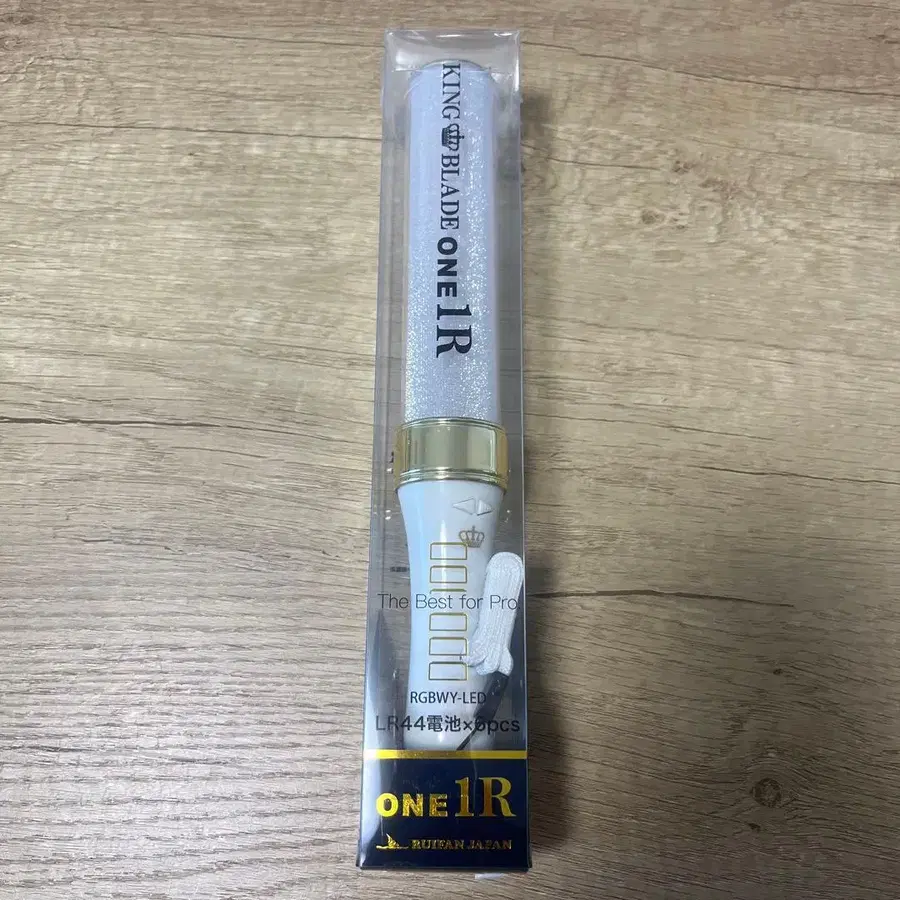 KING BLADE ONE 1R
The Best for Pro.
RGBWY-LED
LR44電池×6pcs
ONE 1R
RUIFAN JAPAN